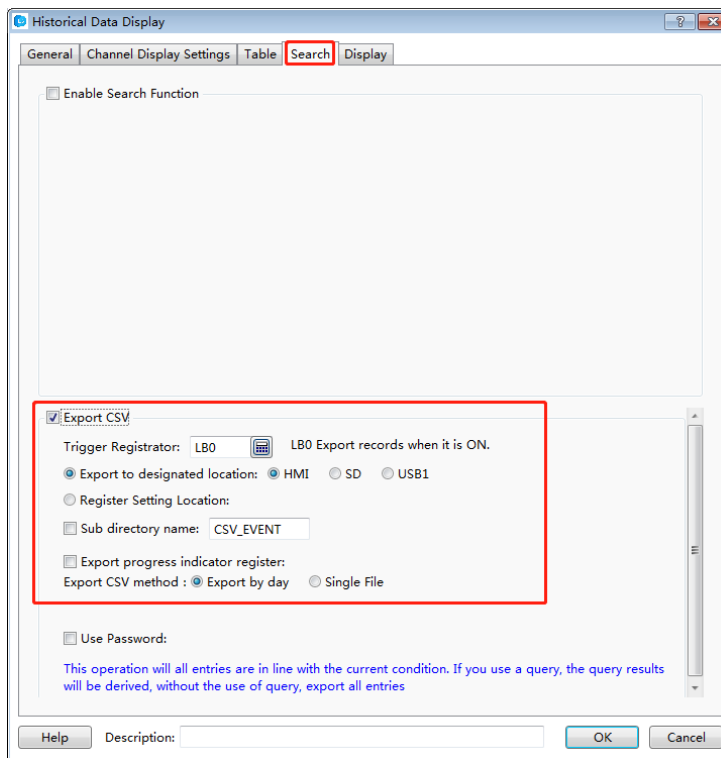 Historical Data Display
General Channel Display Settings Table Search Display
Enable Search Function
Export CSV
Trigger Registrator: LB0 LB0 Export records when it is ON.
Export to designated location: HMI SD USB1
Register Setting Location:
Sub directory name: CSV_EVENT
Export progress indicator register:
Export CSV method : Export by day Single File
Use Password:
This operation will all entries are in line with the current condition. If you use a query, the query results
will be derived, without the use of query, export all entries
Help Description: OK Cancel